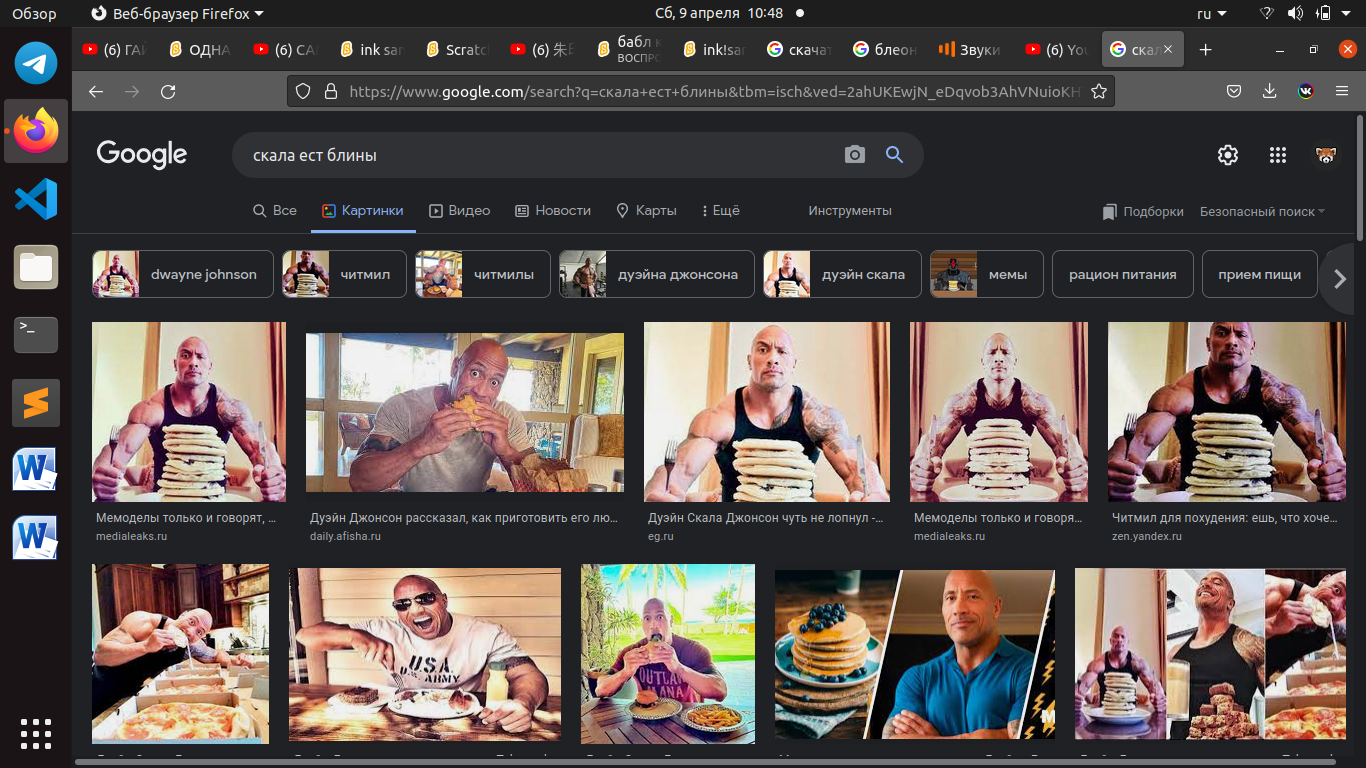 Обзор
Веб-браузер Firefox
Сб, 9 апреля 10:48
ru
(6) ГАЙ
ОДНА
(6) СА
ink sar
Scratc
(6) 朱
бабл к
ВОСПРО
ink!sar
скачат
блеон
Звуки
(6) You
скал
https://www.google.com/search?q=скала+ест+блины&tbm=isch&ved=2ahUKEwjN_eDqvob3AhVNuioKH
Google
скала ест блины
Все
Картинки
Видео
Новости
Карты
Ещё
Инструменты
Подборки
Безопасный поиск
dwayne johnson
читмил
читмилы
дуэйна джонсона
дуэйн скала
мемы
рацион питания
прием пищи
Мемоделы только и говорят, ...
medialeaks.ru
Дуэйн Джонсон рассказал, как приготовить его лю...
daily.afisha.ru
Дуэйн Скала Джонсон чуть не лопнул -...
eg.ru
Мемоделы только и говоря...
medialeaks.ru
Читмил для похудения: ешь, что хоче...
zen.yandex.ru
U.S.A.
ARMY